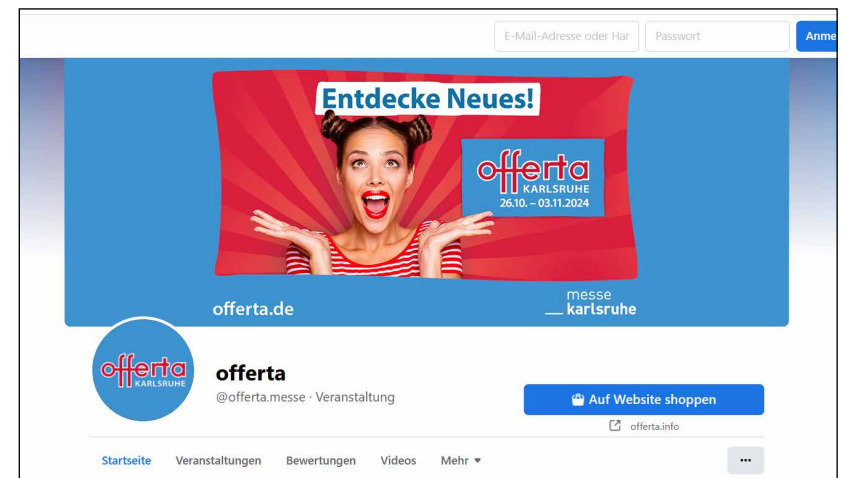 E-Mail-Adresse oder Har
Passwort
Anme
Entdecke Neues!
offerta
KARLSRUHE
26.10. – 03.11.2024
offerta.de
messe
karlsruhe
offerta
KARLSRUHE
offerta
@offerta.messe · Veranstaltung
Auf Website shoppen
offerta.info
Startseite Veranstaltungen Bewertungen Videos Mehr